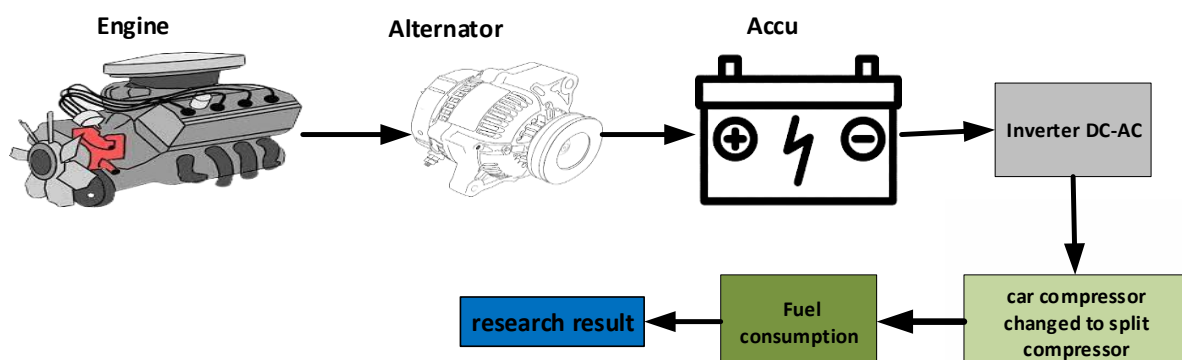 Engine
Alternator
Accu
Inverter DC-AC
car compressor
changed to split
compressor
Fuel
consumption
research result